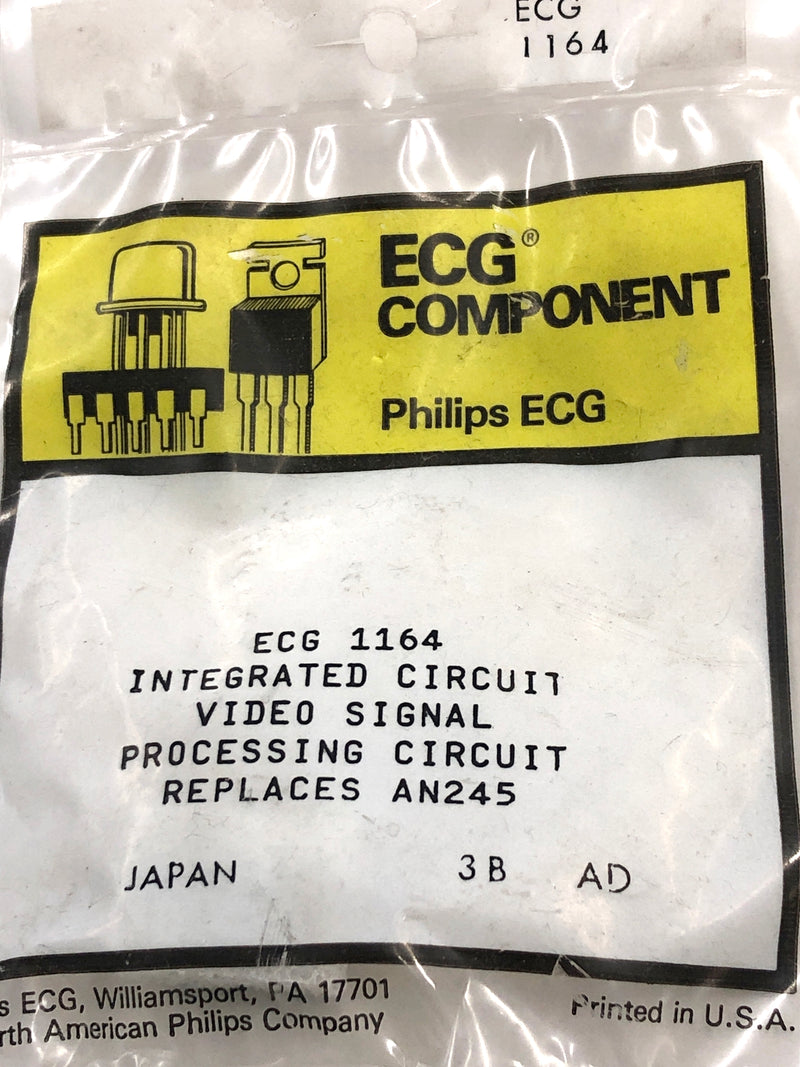 ECG
1164
ECG®
COMPONENT
Philips ECG
ECG 1164
INTEGRATED CIRCUIT
VIDEO SIGNAL
PROCESSING CIRCUIT
REPLACES AN245
JAPAN 3B AD
s ECG, Williamsport, PA 17701
rth American Philips Company
Printed in U.S.A.